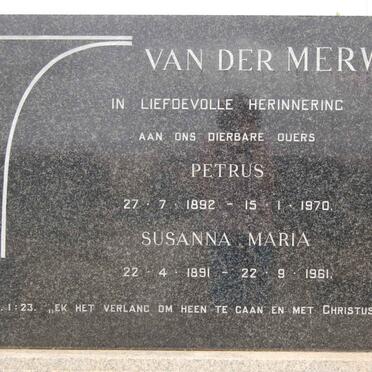 VAN DER MERW
IN LIEFDEVOLLE HERINNERING
AAN ONS DIERBARE OUERS
PETRUS
27 · 7 · 1892 – 15 · 1 · 1970.
SUSANNA MARIA
22 · 4 · 1891 – 22 · 9 · 1961.
. 1 : 23. „EK HET VERLANG OM HEEN TE GAAN EN MET CHRISTUS